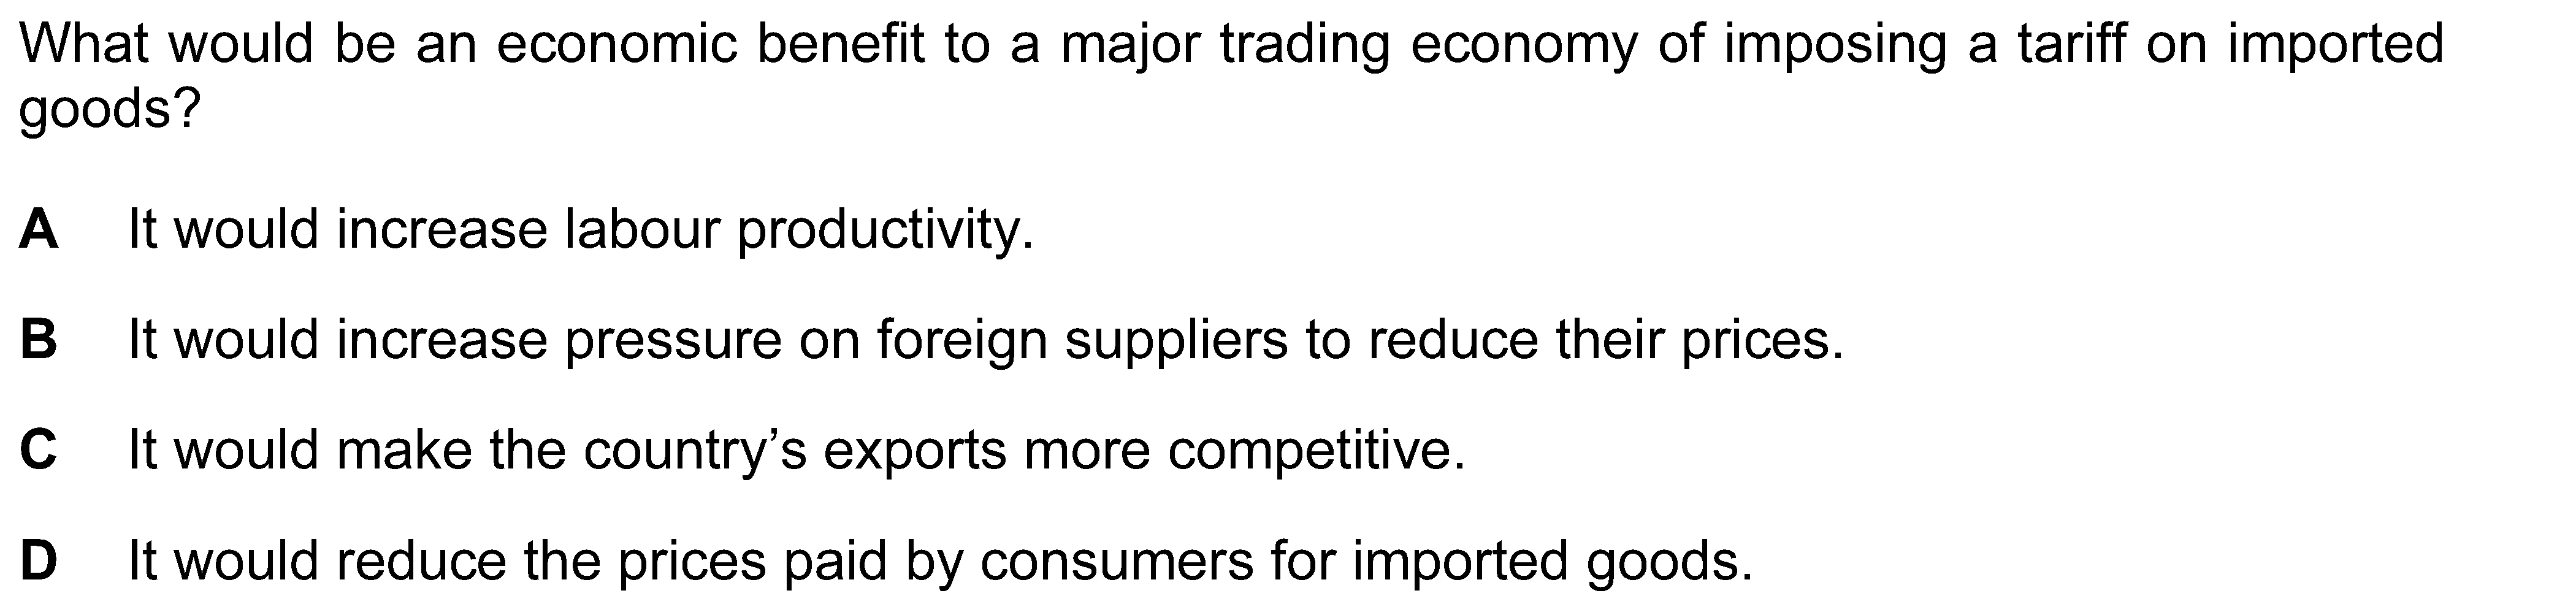 What would be an economic benefit to a major trading economy of imposing a tariff on imported
goods?
A It would increase labour productivity.
B It would increase pressure on foreign suppliers to reduce their prices.
C It would make the country’s exports more competitive.
D It would reduce the prices paid by consumers for imported goods.